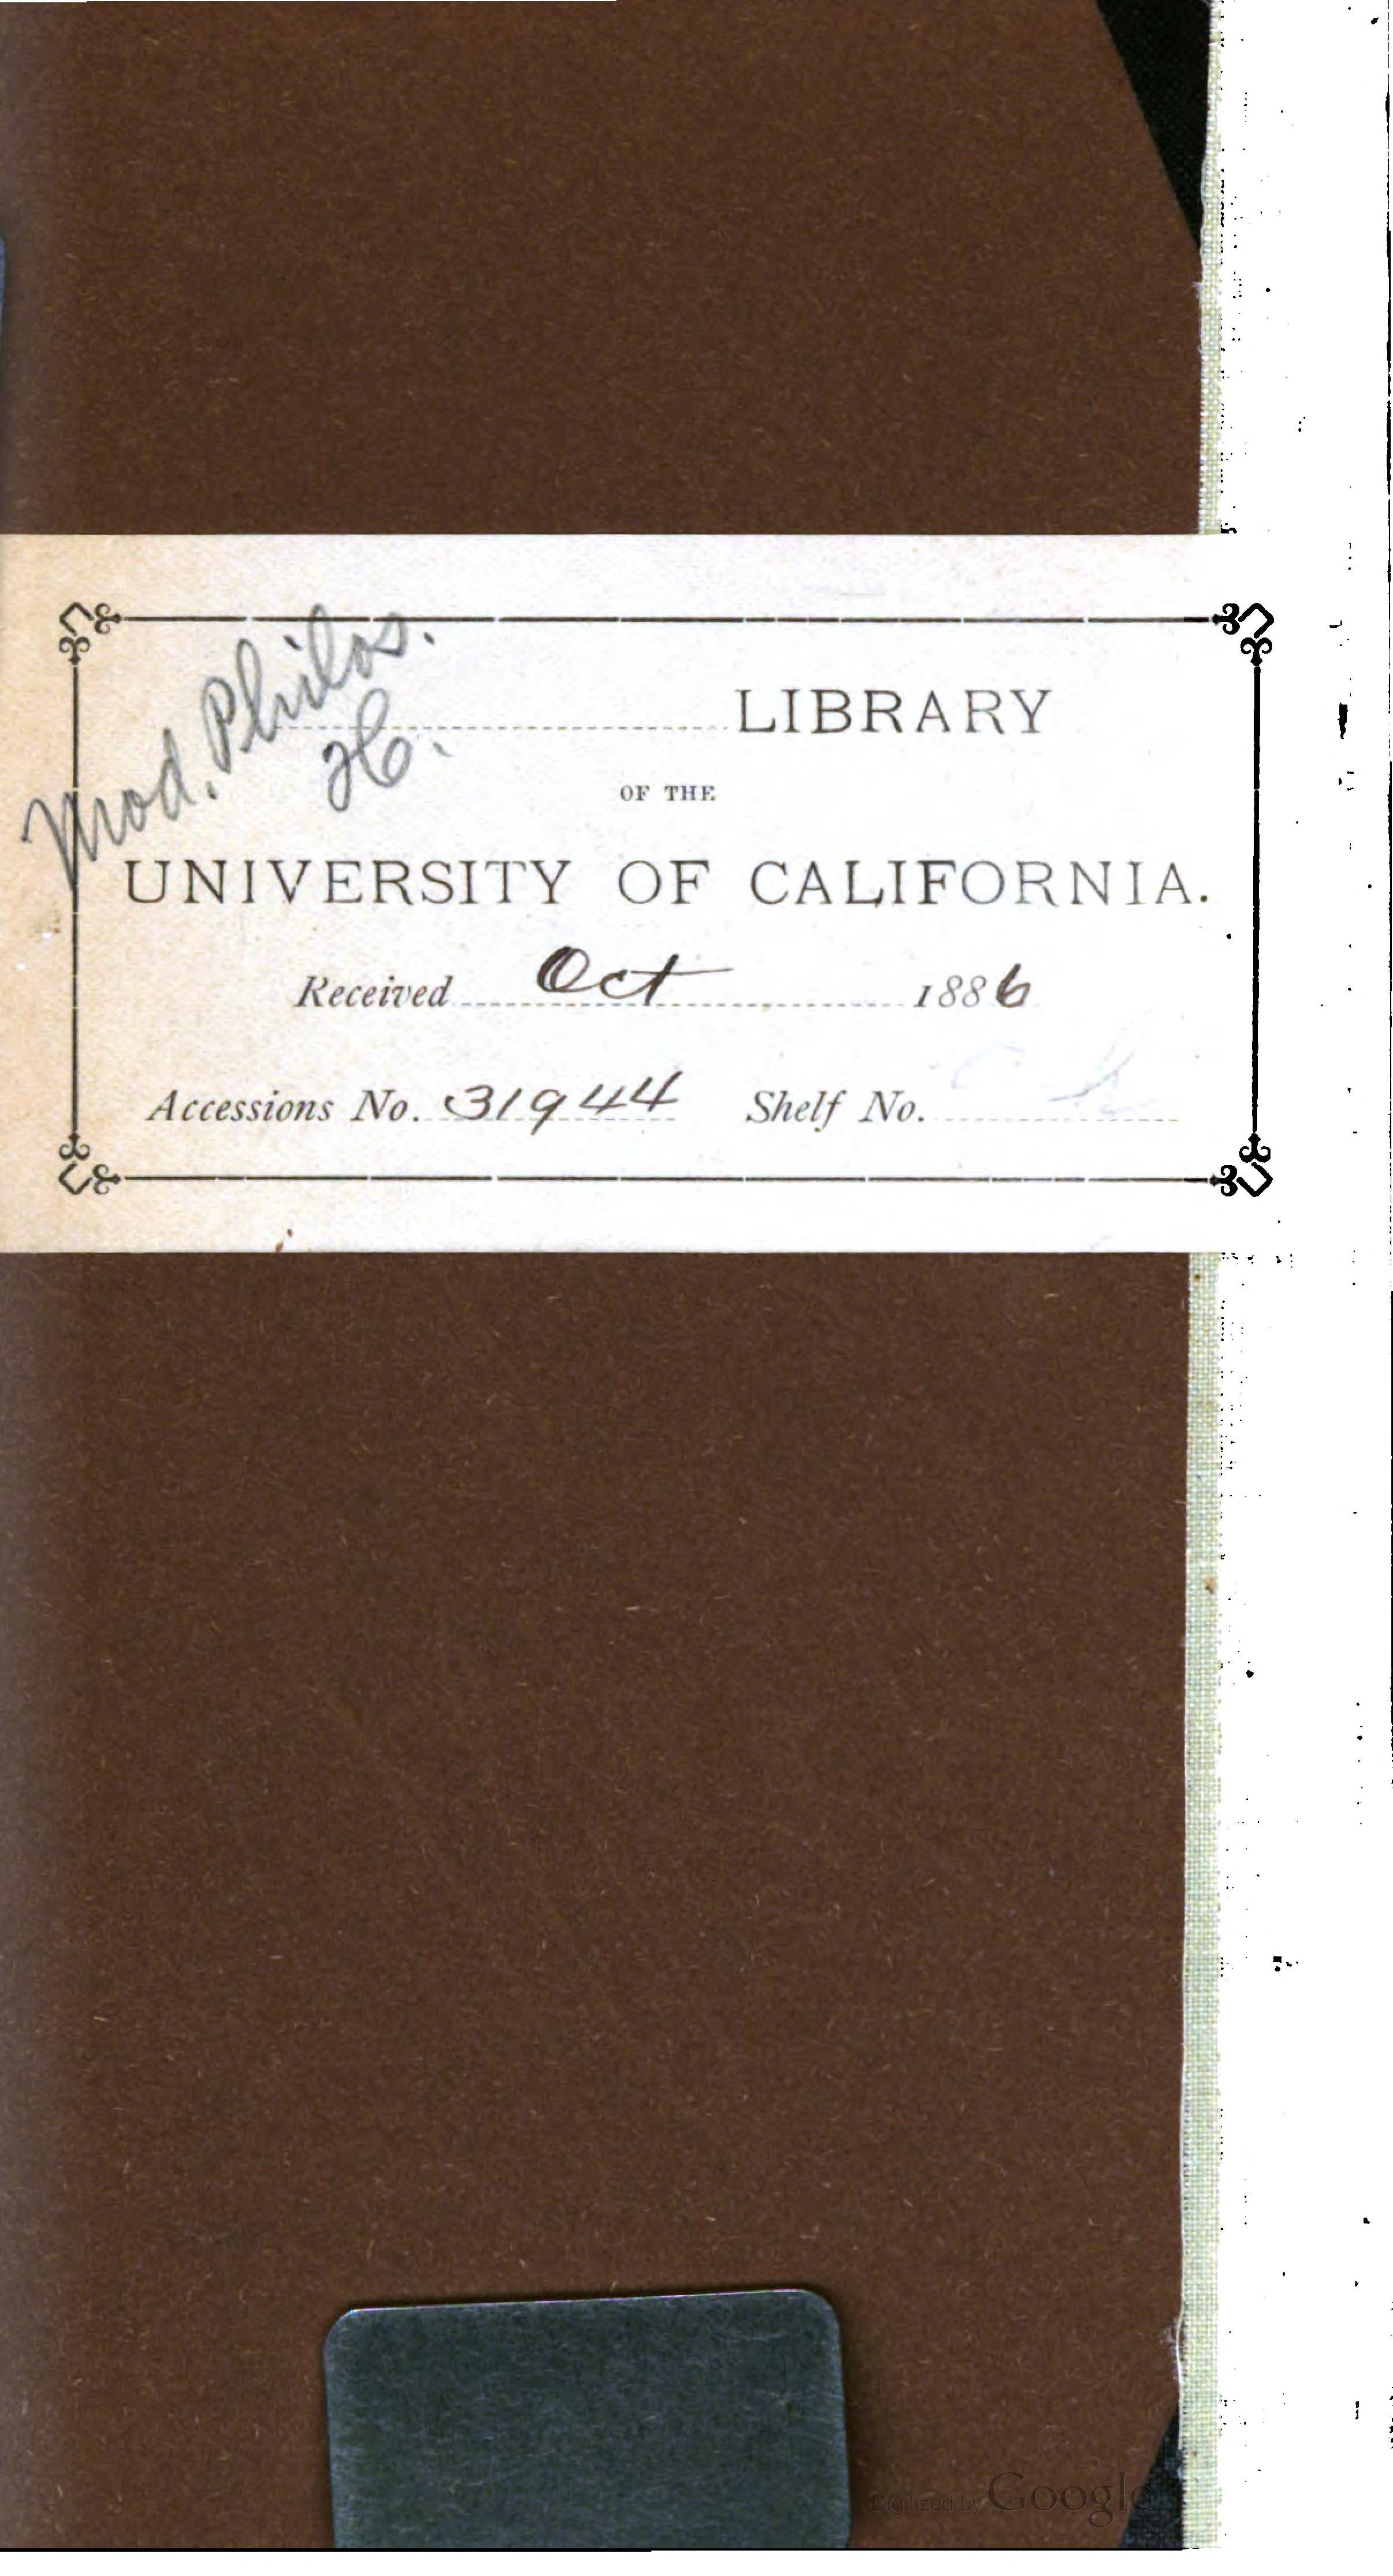 Mod. Philos.
H.
LIBRARY
OF THE
UNIVERSITY OF CALIFORNIA.
Received Oct 1886
Accessions No. 31944 Shelf No.
Digitized by Google